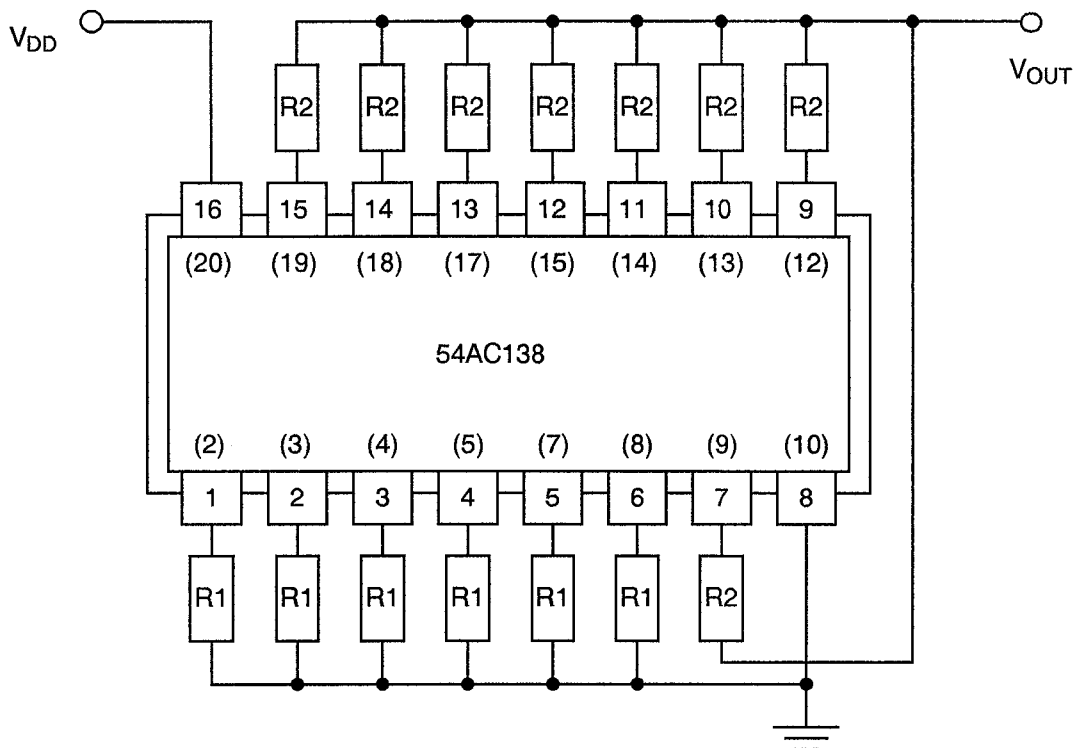 V_DD
V_OUT
R2 R2 R2 R2 R2 R2 R2
16 15 14 13 12 11 10 9
(20) (19) (18) (17) (15) (14) (13) (12)
54AC138
(2) (3) (4) (5) (7) (8) (9) (10)
1 2 3 4 5 6 7 8
R1 R1 R1 R1 R1 R1 R2